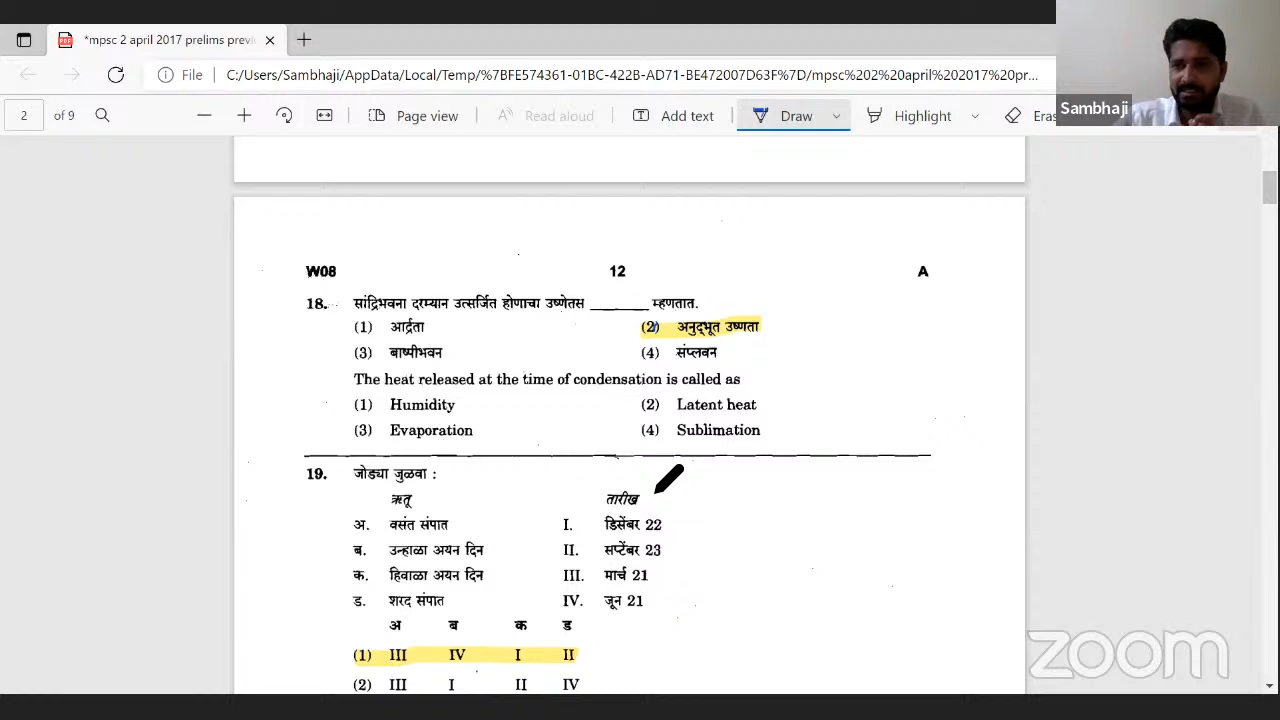 *mpsc 2 april 2017 prelims previ
File C:/Users/Sambhaji/AppData/Local/Temp/%7BFE574361-01BC-422B-AD71-BE472007D63F%7D/mpsc%202%20april%202017%20pr...
2 of 9 Page view Read aloud Add text Draw Highlight Eras
Sambhaji
W08 12 A
18. सांद्रिभवना दरम्यान उत्सर्जित होणाचा उष्णेतस ______ म्हणतात.
(1) आर्द्रता (2) अनुद्भूत उष्णता
(3) बाष्पीभवन (4) संप्लवन
The heat released at the time of condensation is called as
(1) Humidity (2) Latent heat
(3) Evaporation (4) Sublimation
19. जोड्या जुळवा :
ऋतू तारीख
अ. वसंत संपात I. डिसेंबर 22
ब. उन्हाळा अयन दिन II. सप्टेंबर 23
क. हिवाळा अयन दिन III. मार्च 21
ड. शरद संपात IV. जून 21
अ ब क ड
(1) III IV I II
(2) III I II IV
zoom